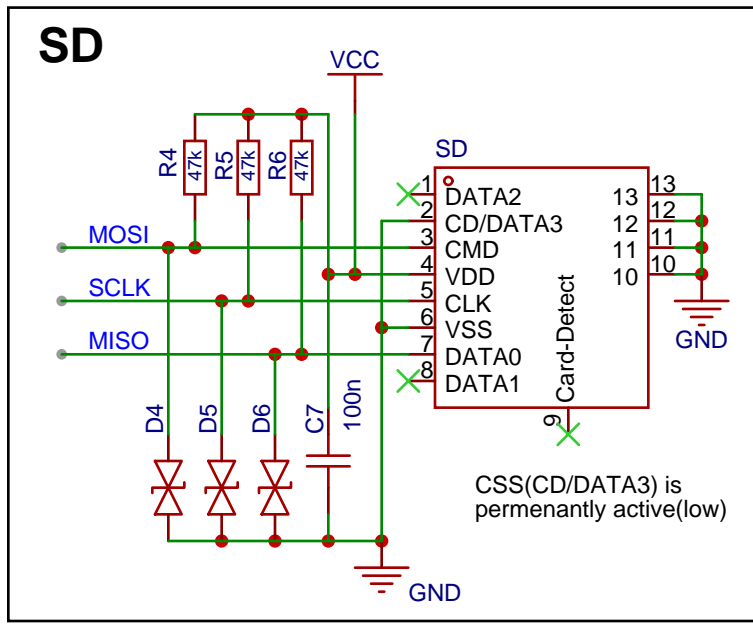 SD
VCC
SD
R4
47k
R5
47k
R6
47k
1
DATA2
2
CD/DATA3
3
CMD
4
VDD
5
CLK
6
VSS
7
DATA0
8
DATA1
13
13
12
12
11
11
10
10
Card-Detect
9
MOSI
SCLK
MISO
GND
D4
D5
D6
C7
100n
CSS(CD/DATA3) is
permenantly active(low)
GND